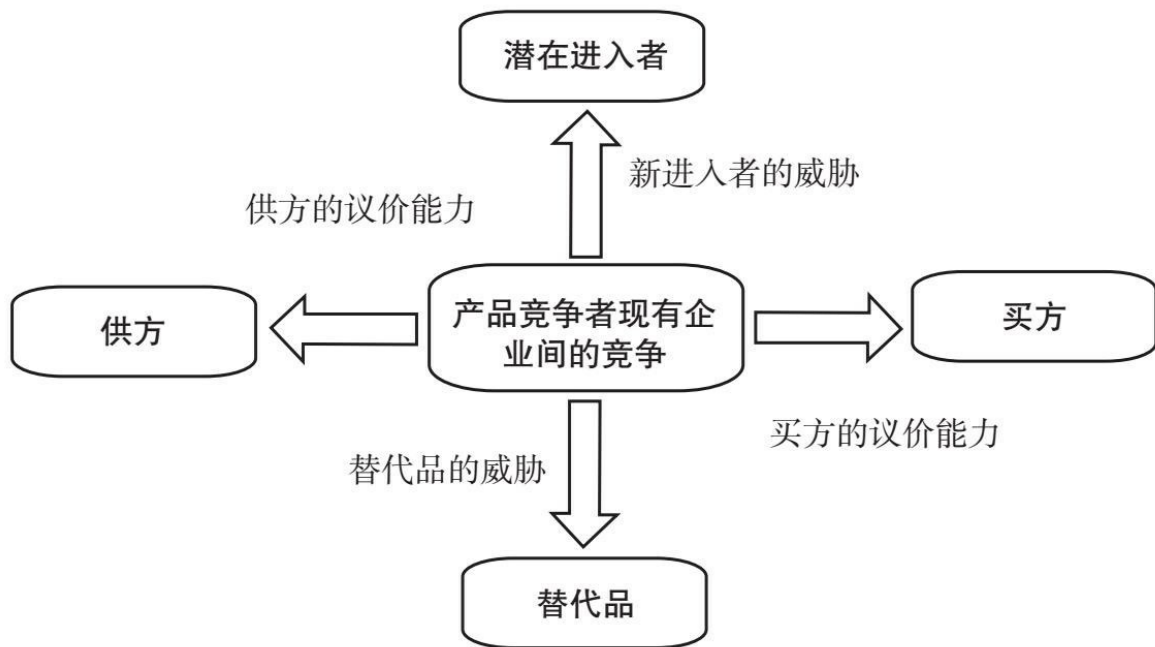 潜在进入者
新进入者的威胁
供方的议价能力
供方
产品竞争者现有企
业间的竞争
买方
买方的议价能力
替代品的威胁
替代品